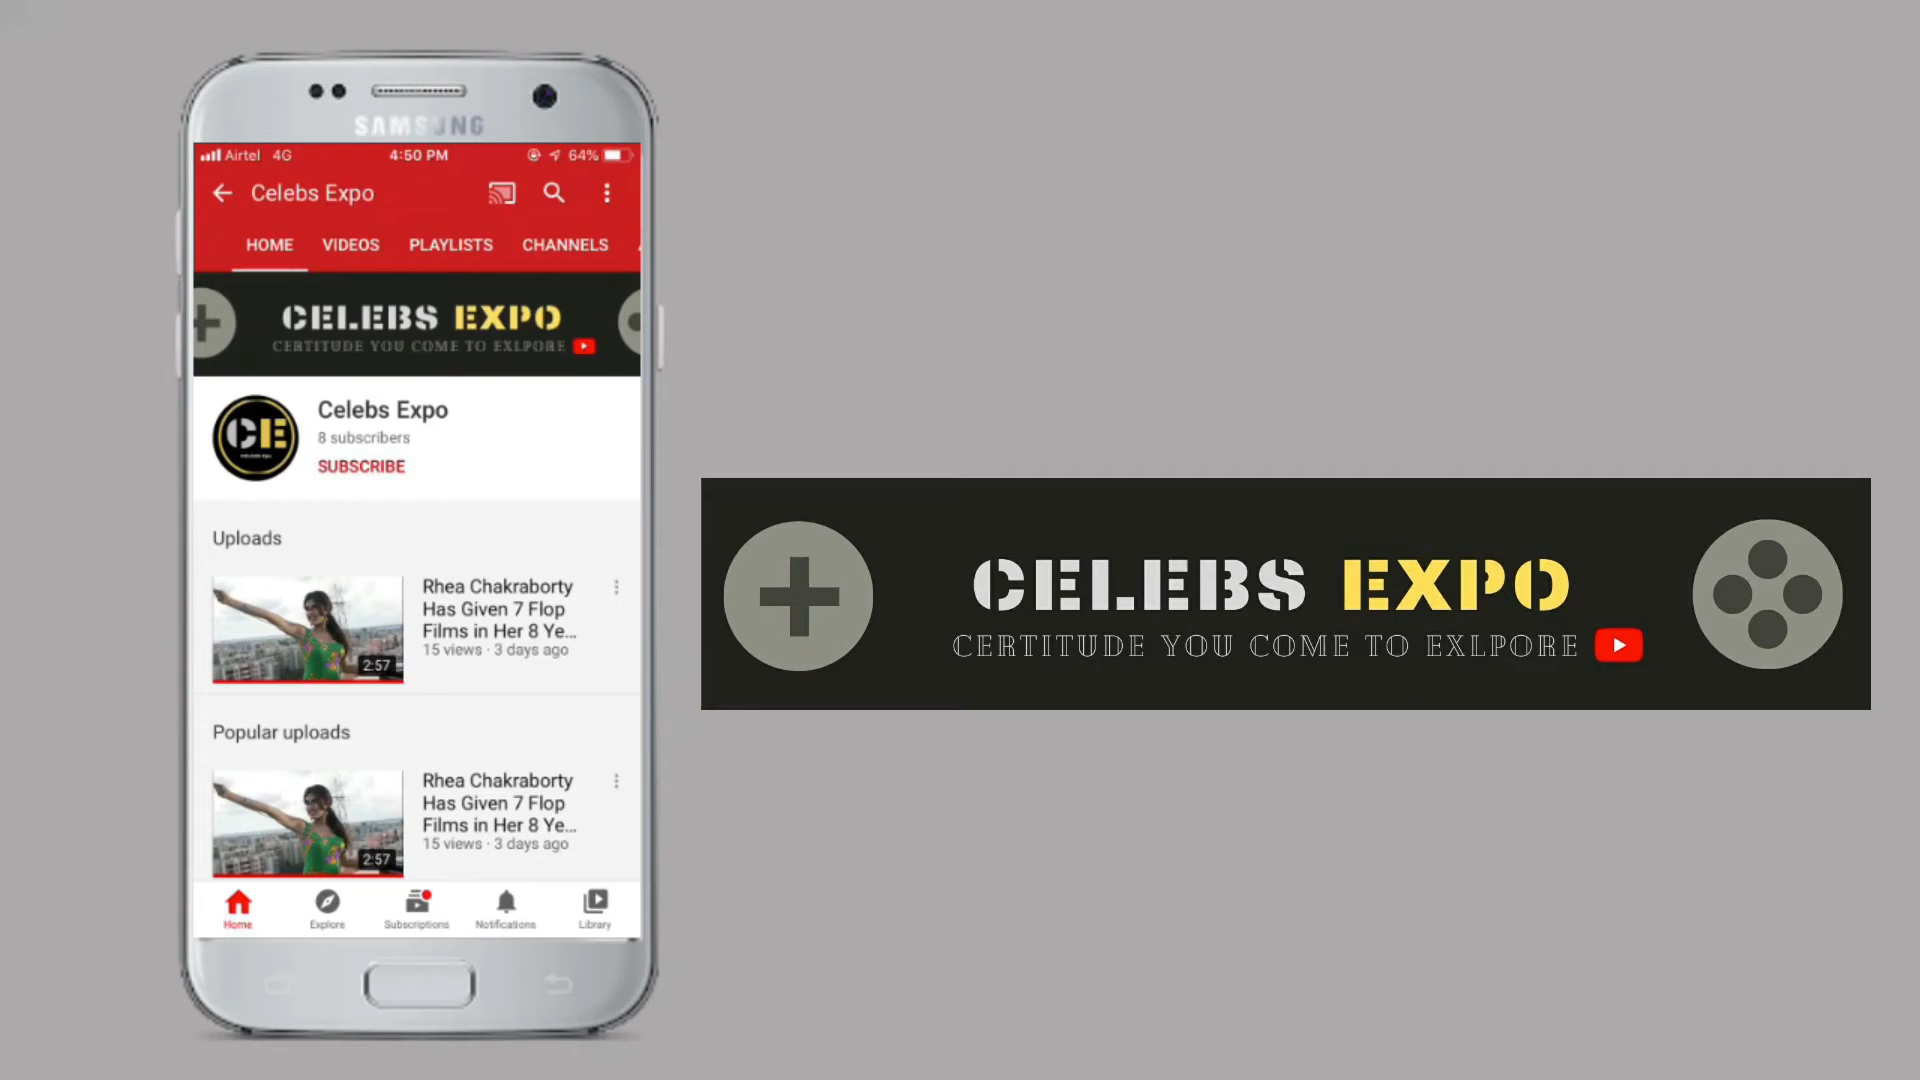 SAMSUNG
Airtel 4G 4:50 PM 64%
Celebs Expo
HOME VIDEOS PLAYLISTS CHANNELS
CELEBS EXPO
CERTITUDE YOU COME TO EXLPORE
CE
Celebs Expo
8 subscribers
SUBSCRIBE
Uploads
Rhea Chakraborty
Has Given 7 Flop
Films in Her 8 Ye...
15 views · 3 days ago
2:57
Popular uploads
Rhea Chakraborty
Has Given 7 Flop
Films in Her 8 Ye...
15 views · 3 days ago
2:57
Home Explore Subscriptions Notifications Library
CELEBS EXPO
CERTITUDE YOU COME TO EXLPORE